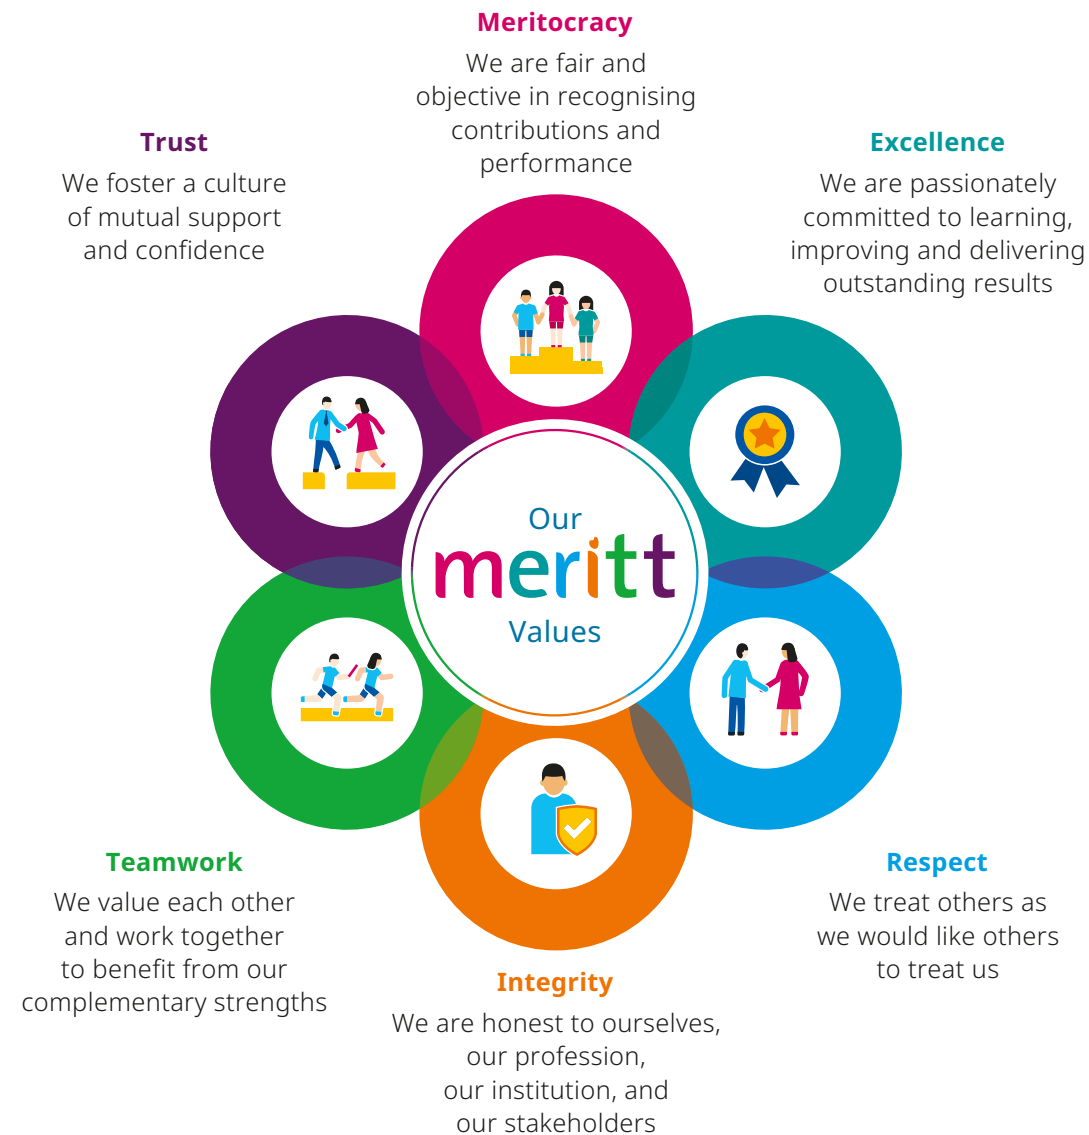 Meritocracy
We are fair and
objective in recognising
contributions and
performance
Trust
We foster a culture
of mutual support
and confidence
Excellence
We are passionately
committed to learning,
improving and delivering
outstanding results
Our
meritt
Values
Teamwork
We value each other
and work together
to benefit from our
complementary strengths
Respect
We treat others as
we would like others
to treat us
Integrity
We are honest to ourselves,
our profession,
our institution, and
our stakeholders